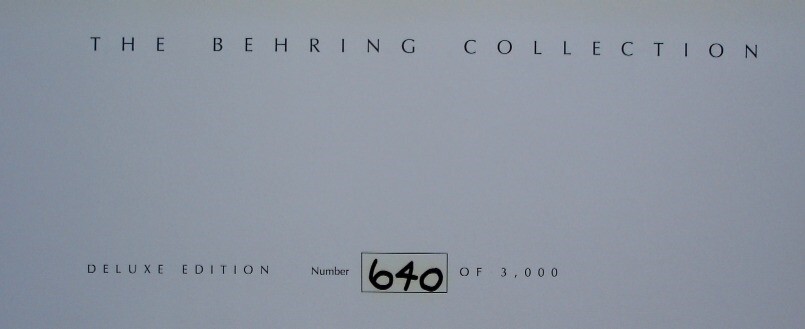 THE BEHRING COLLECTION
DELUXE EDITION Number 640 OF 3,000